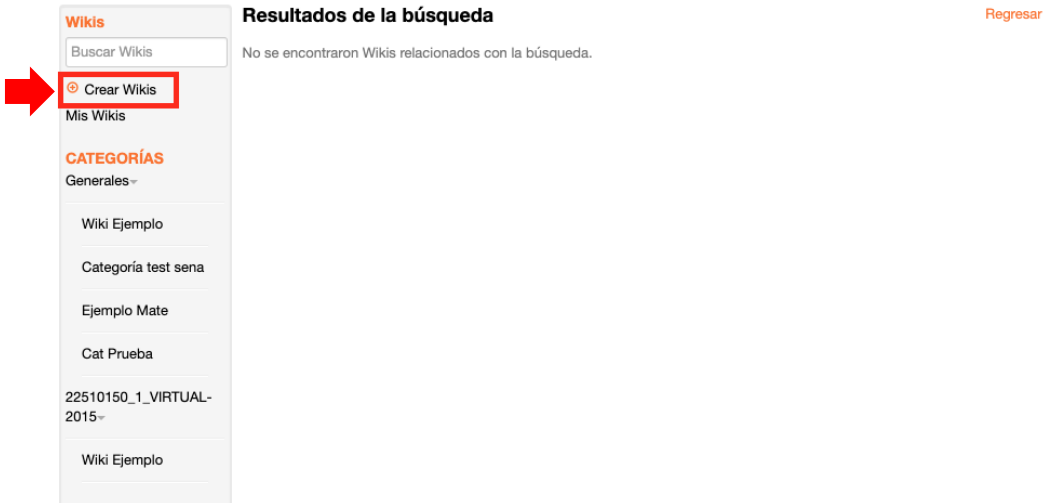 Wikis
Buscar Wikis
Crear Wikis
Mis Wikis
CATEGORÍAS
Generales
Wiki Ejemplo
Categoría test sena
Ejemplo Mate
Cat Prueba
22510150_1_VIRTUAL-
2015
Wiki Ejemplo
Resultados de la búsqueda
Regresar
No se encontraron Wikis relacionados con la búsqueda.